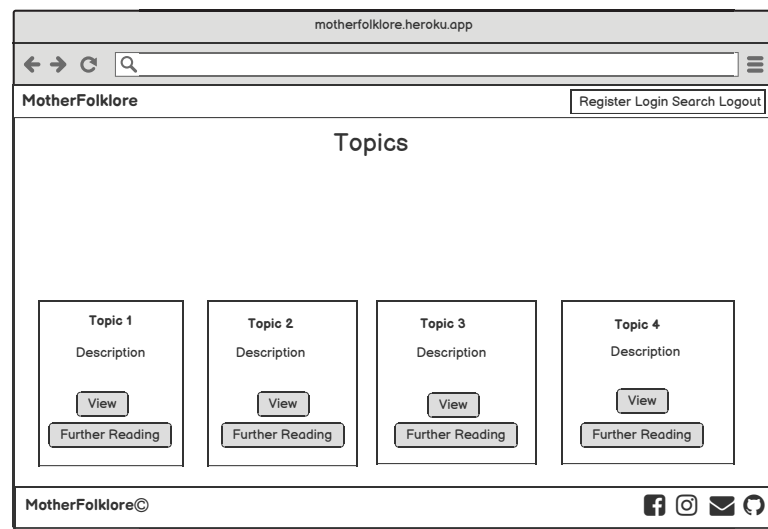 motherfolklore.heroku.app
MotherFolklore
Register Login Search Logout
Topics
Topic 1
Description
View
Further Reading
Topic 2
Description
View
Further Reading
Topic 3
Description
View
Further Reading
Topic 4
Description
View
Further Reading
MotherFolklore©